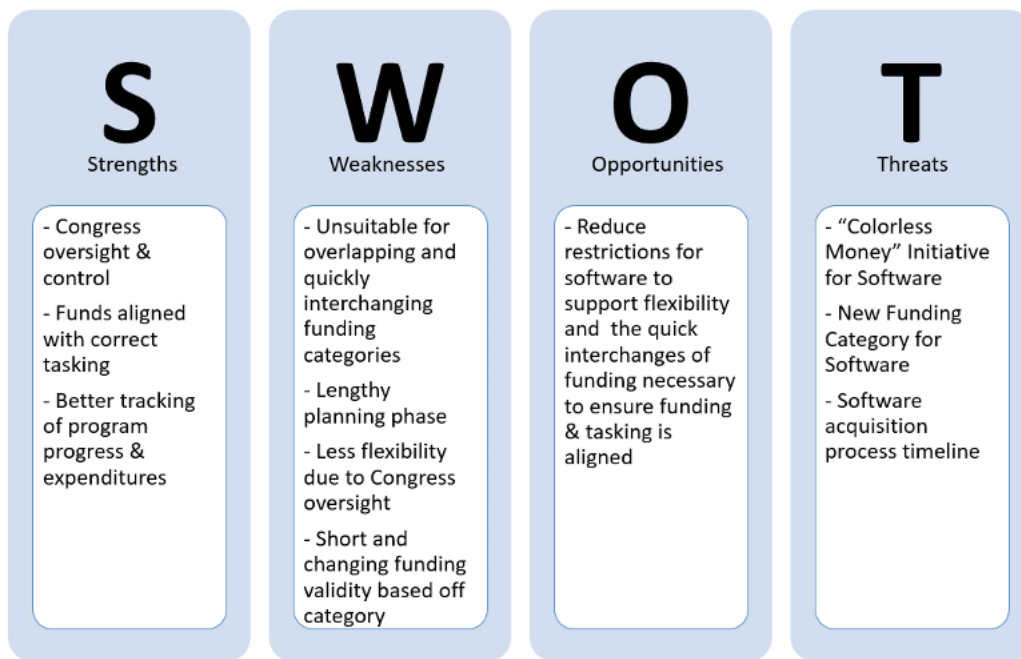 S
Strengths
- Congress
oversight &
control
- Funds aligned
with correct
tasking
- Better tracking
of program
progress &
expenditures
W
Weaknesses
- Unsuitable for
overlapping and
quickly
interchanging
funding
categories
- Lengthy
planning phase
- Less flexibility
due to Congress
oversight
- Short and
changing funding
validity based off
category
O
Opportunities
- Reduce
restrictions for
software to
support flexibility
and the quick
interchanges of
funding necessary
to ensure funding
& tasking is
aligned
T
Threats
- “Colorless
Money” Initiative
for Software
- New Funding
Category for
Software
- Software
acquisition
process timeline